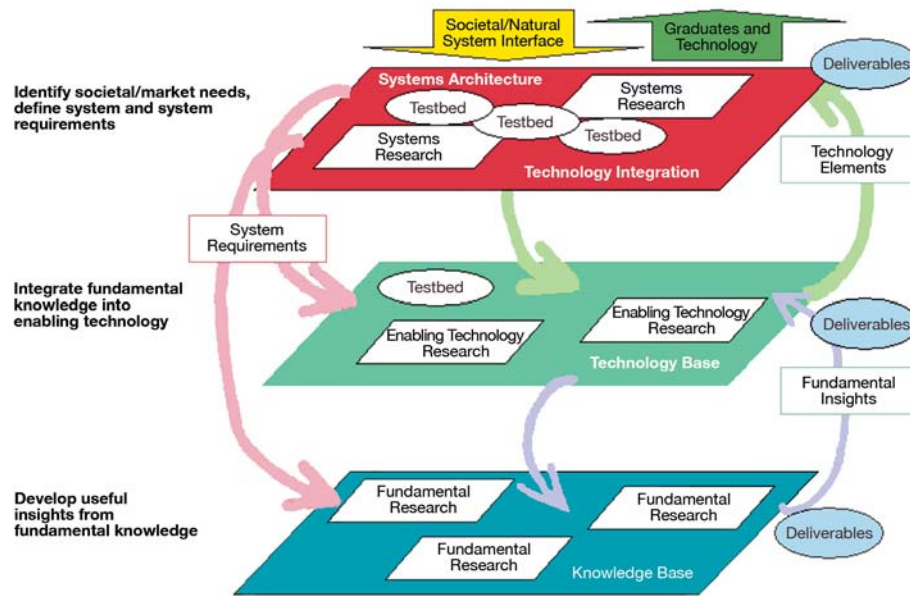 Societal/Natural
System Interface
Graduates and
Technology
Deliverables
Identify societal/market needs,
define system and system
requirements
Systems Architecture
Systems
Research
Testbed
Testbed
Testbed
Systems
Research
Technology Integration
Technology
Elements
System
Requirements
Integrate fundamental
knowledge into
enabling technology
Testbed
Enabling Technology
Research
Enabling Technology
Research
Technology Base
Deliverables
Fundamental
Insights
Develop useful
insights from
fundamental knowledge
Fundamental
Research
Fundamental
Research
Fundamental
Research
Knowledge Base
Deliverables